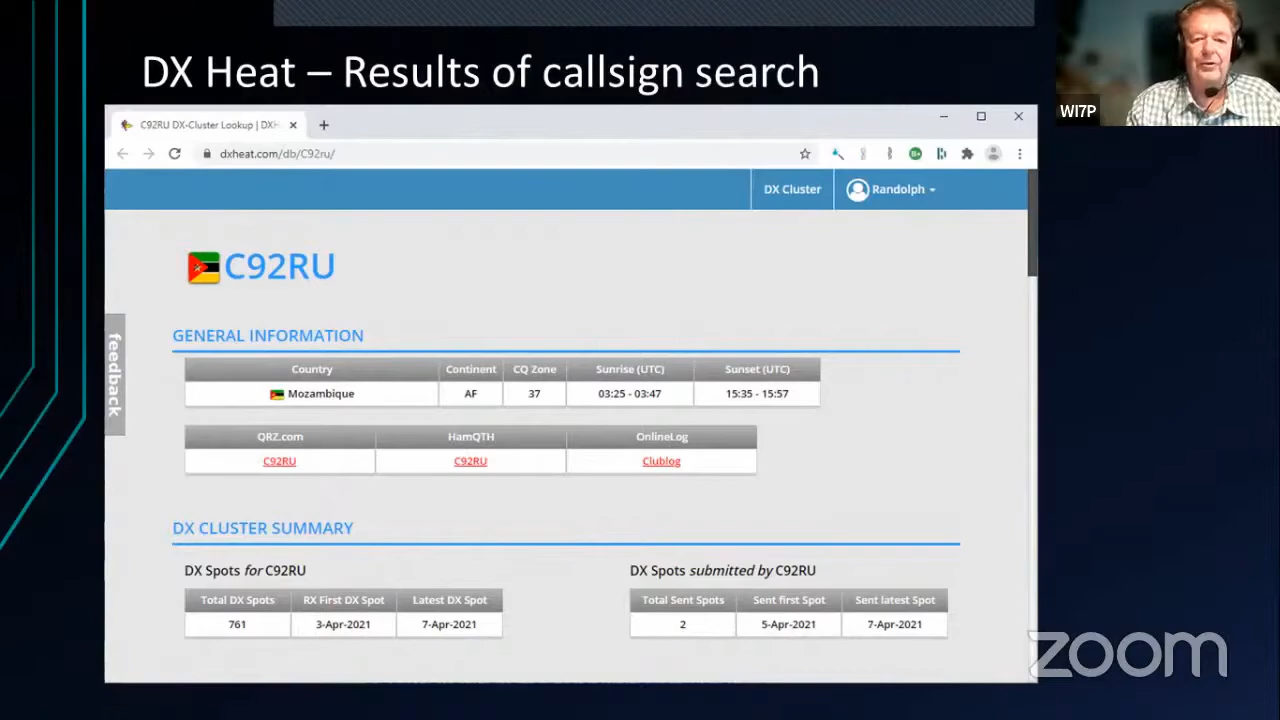 DX Heat – Results of callsign search
WI7P
C92RU DX-Cluster Lookup | DXH
dxheat.com/db/C92ru/
DX Cluster
Randolph
C92RU
feedback
GENERAL INFORMATION
Country Continent CQ Zone Sunrise (UTC) Sunset (UTC)
Mozambique AF 37 03:25 - 03:47 15:35 - 15:57
QRZ.com HamQTH OnlineLog
C92RU C92RU Clublog
DX CLUSTER SUMMARY
DX Spots for C92RU
DX Spots submitted by C92RU
Total DX Spots RX First DX Spot Latest DX Spot
761 3-Apr-2021 7-Apr-2021
Total Sent Spots Sent first Spot Sent latest Spot
2 5-Apr-2021 7-Apr-2021
zoom